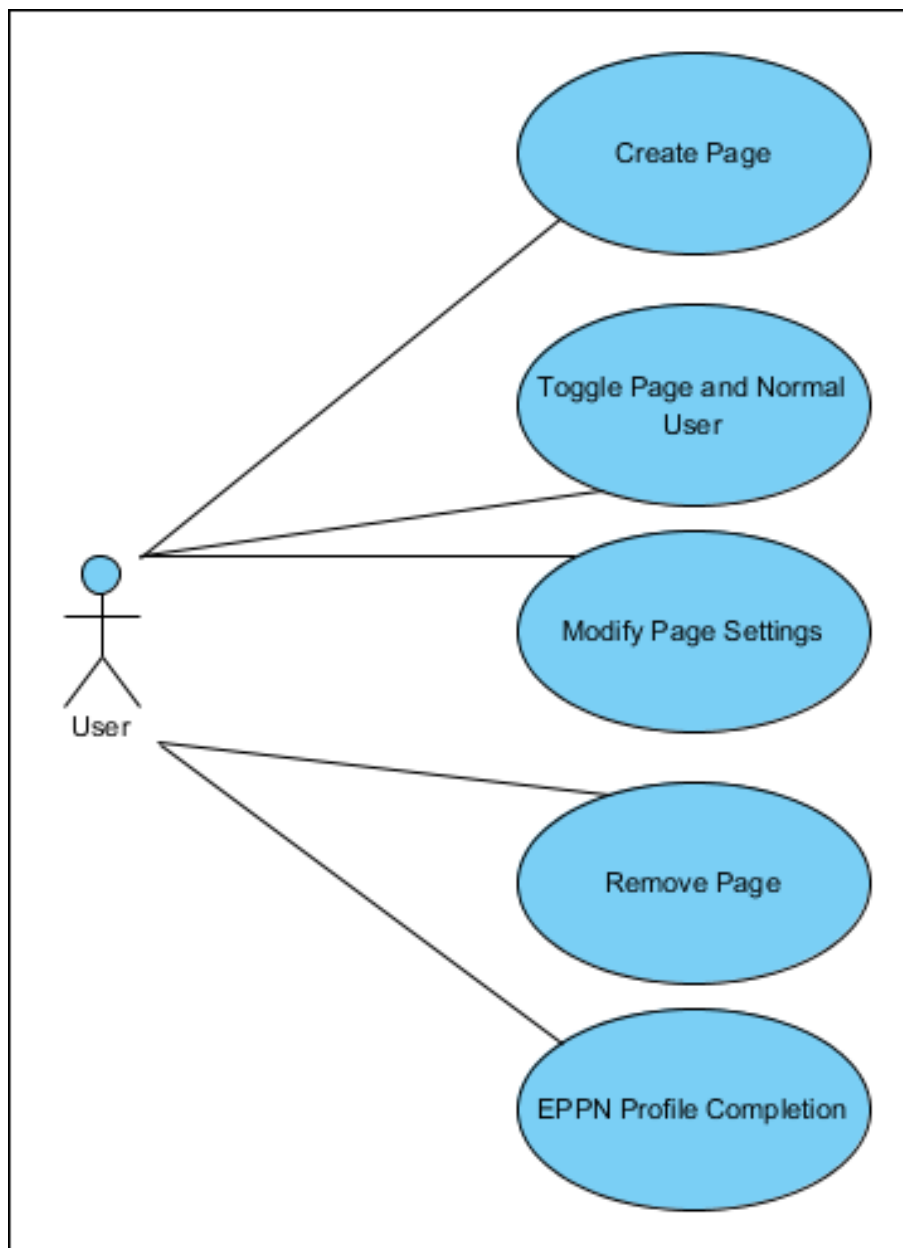 Create Page
Toggle Page and Normal
User
Modify Page Settings
User
Remove Page
EPPN Profile Completion